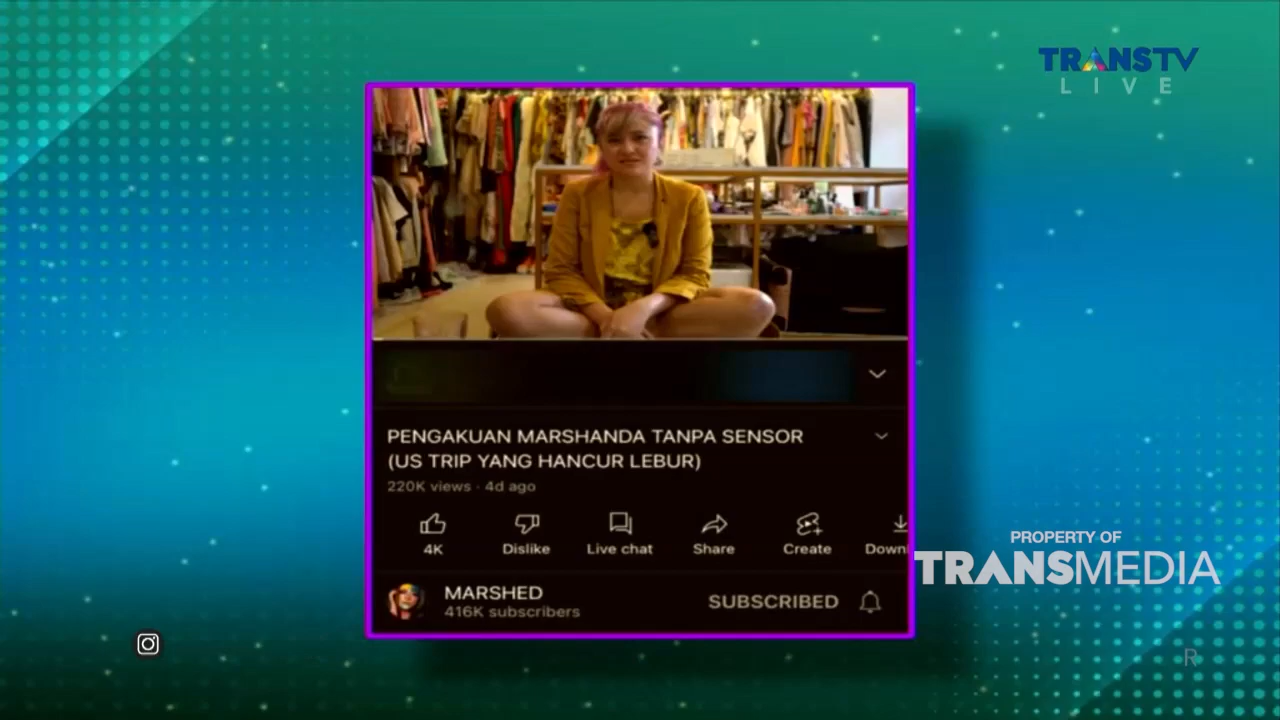 TRANSTV
LIVE
PENGAKUAN MARSHANDA TANPA SENSOR
(US TRIP YANG HANCUR LEBUR)
220K views · 4d ago
4K
Dislike
Live chat
Share
Create
Down
MARSHED
416K subscribers
SUBSCRIBED
PROPERTY OF
TRANSMEDIA
R